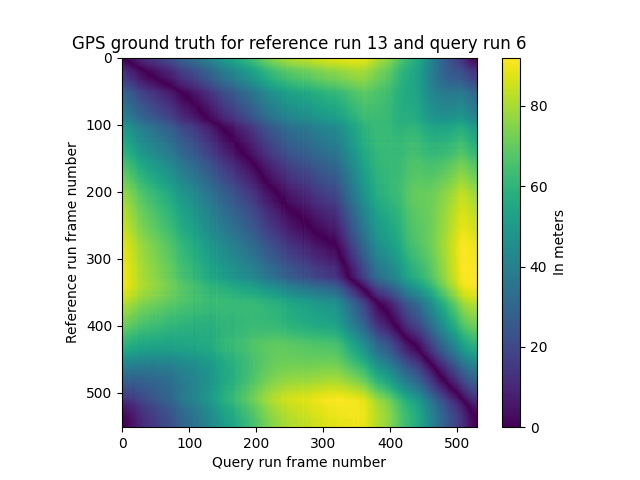 GPS ground truth for reference run 13 and query run 6
0
100
200
300
400
500
Reference run frame number
0 100 200 300 400 500
Query run frame number
80
60
40
20
0
In meters